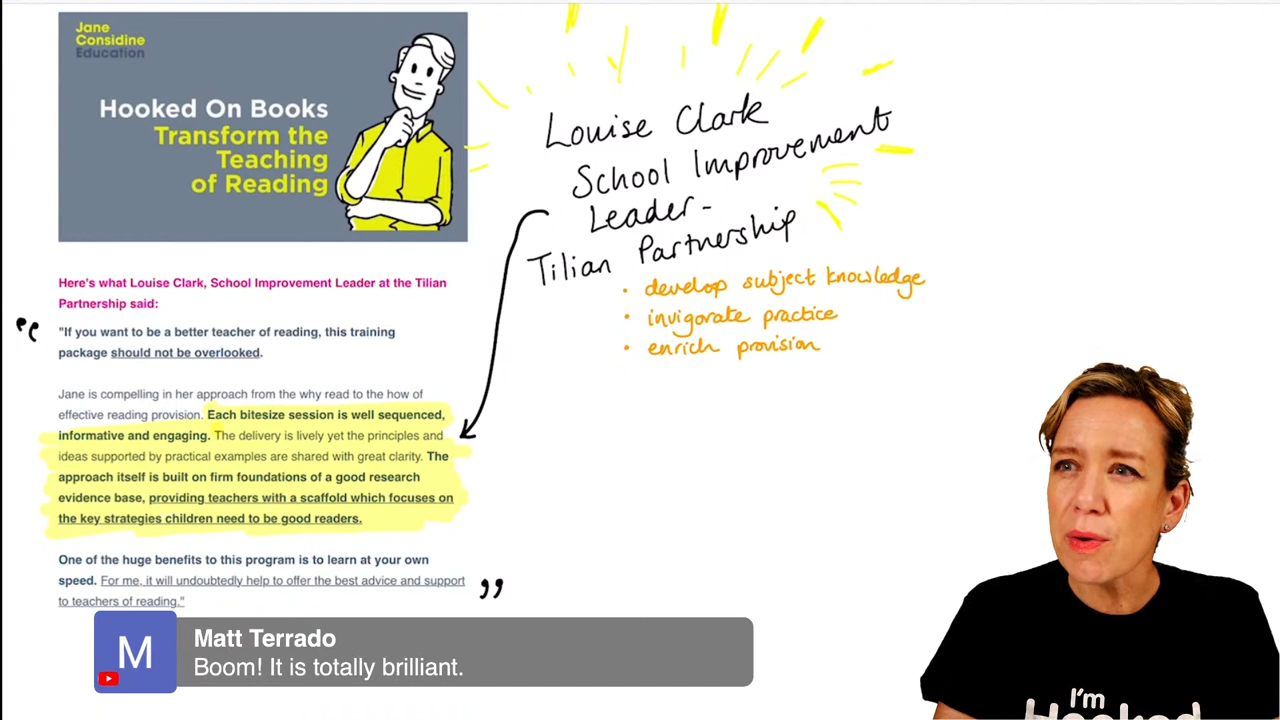 Jane
Considine
Education
Hooked On Books
Transform the
Teaching
of Reading
Louise Clark
School Improvement
Leader -
Tilian Partnership
• develop subject knowledge
• invigorate practice
• enrich provision
Here's what Louise Clark, School Improvement Leader at the Tilian
Partnership said:
"If you want to be a better teacher of reading, this training
package should not be overlooked.
Jane is compelling in her approach from the why read to the how of
effective reading provision. Each bitesize session is well sequenced,
informative and engaging. The delivery is lively yet the principles and
ideas supported by practical examples are shared with great clarity. The
approach itself is built on firm foundations of a good research
evidence base, providing teachers with a scaffold which focuses on
the key strategies children need to be good readers.
One of the huge benefits to this program is to learn at your own
speed. For me, it will undoubtedly help to offer the best advice and support
to teachers of reading."
M
Matt Terrado
Boom! It is totally brilliant.
I'm
Hooked